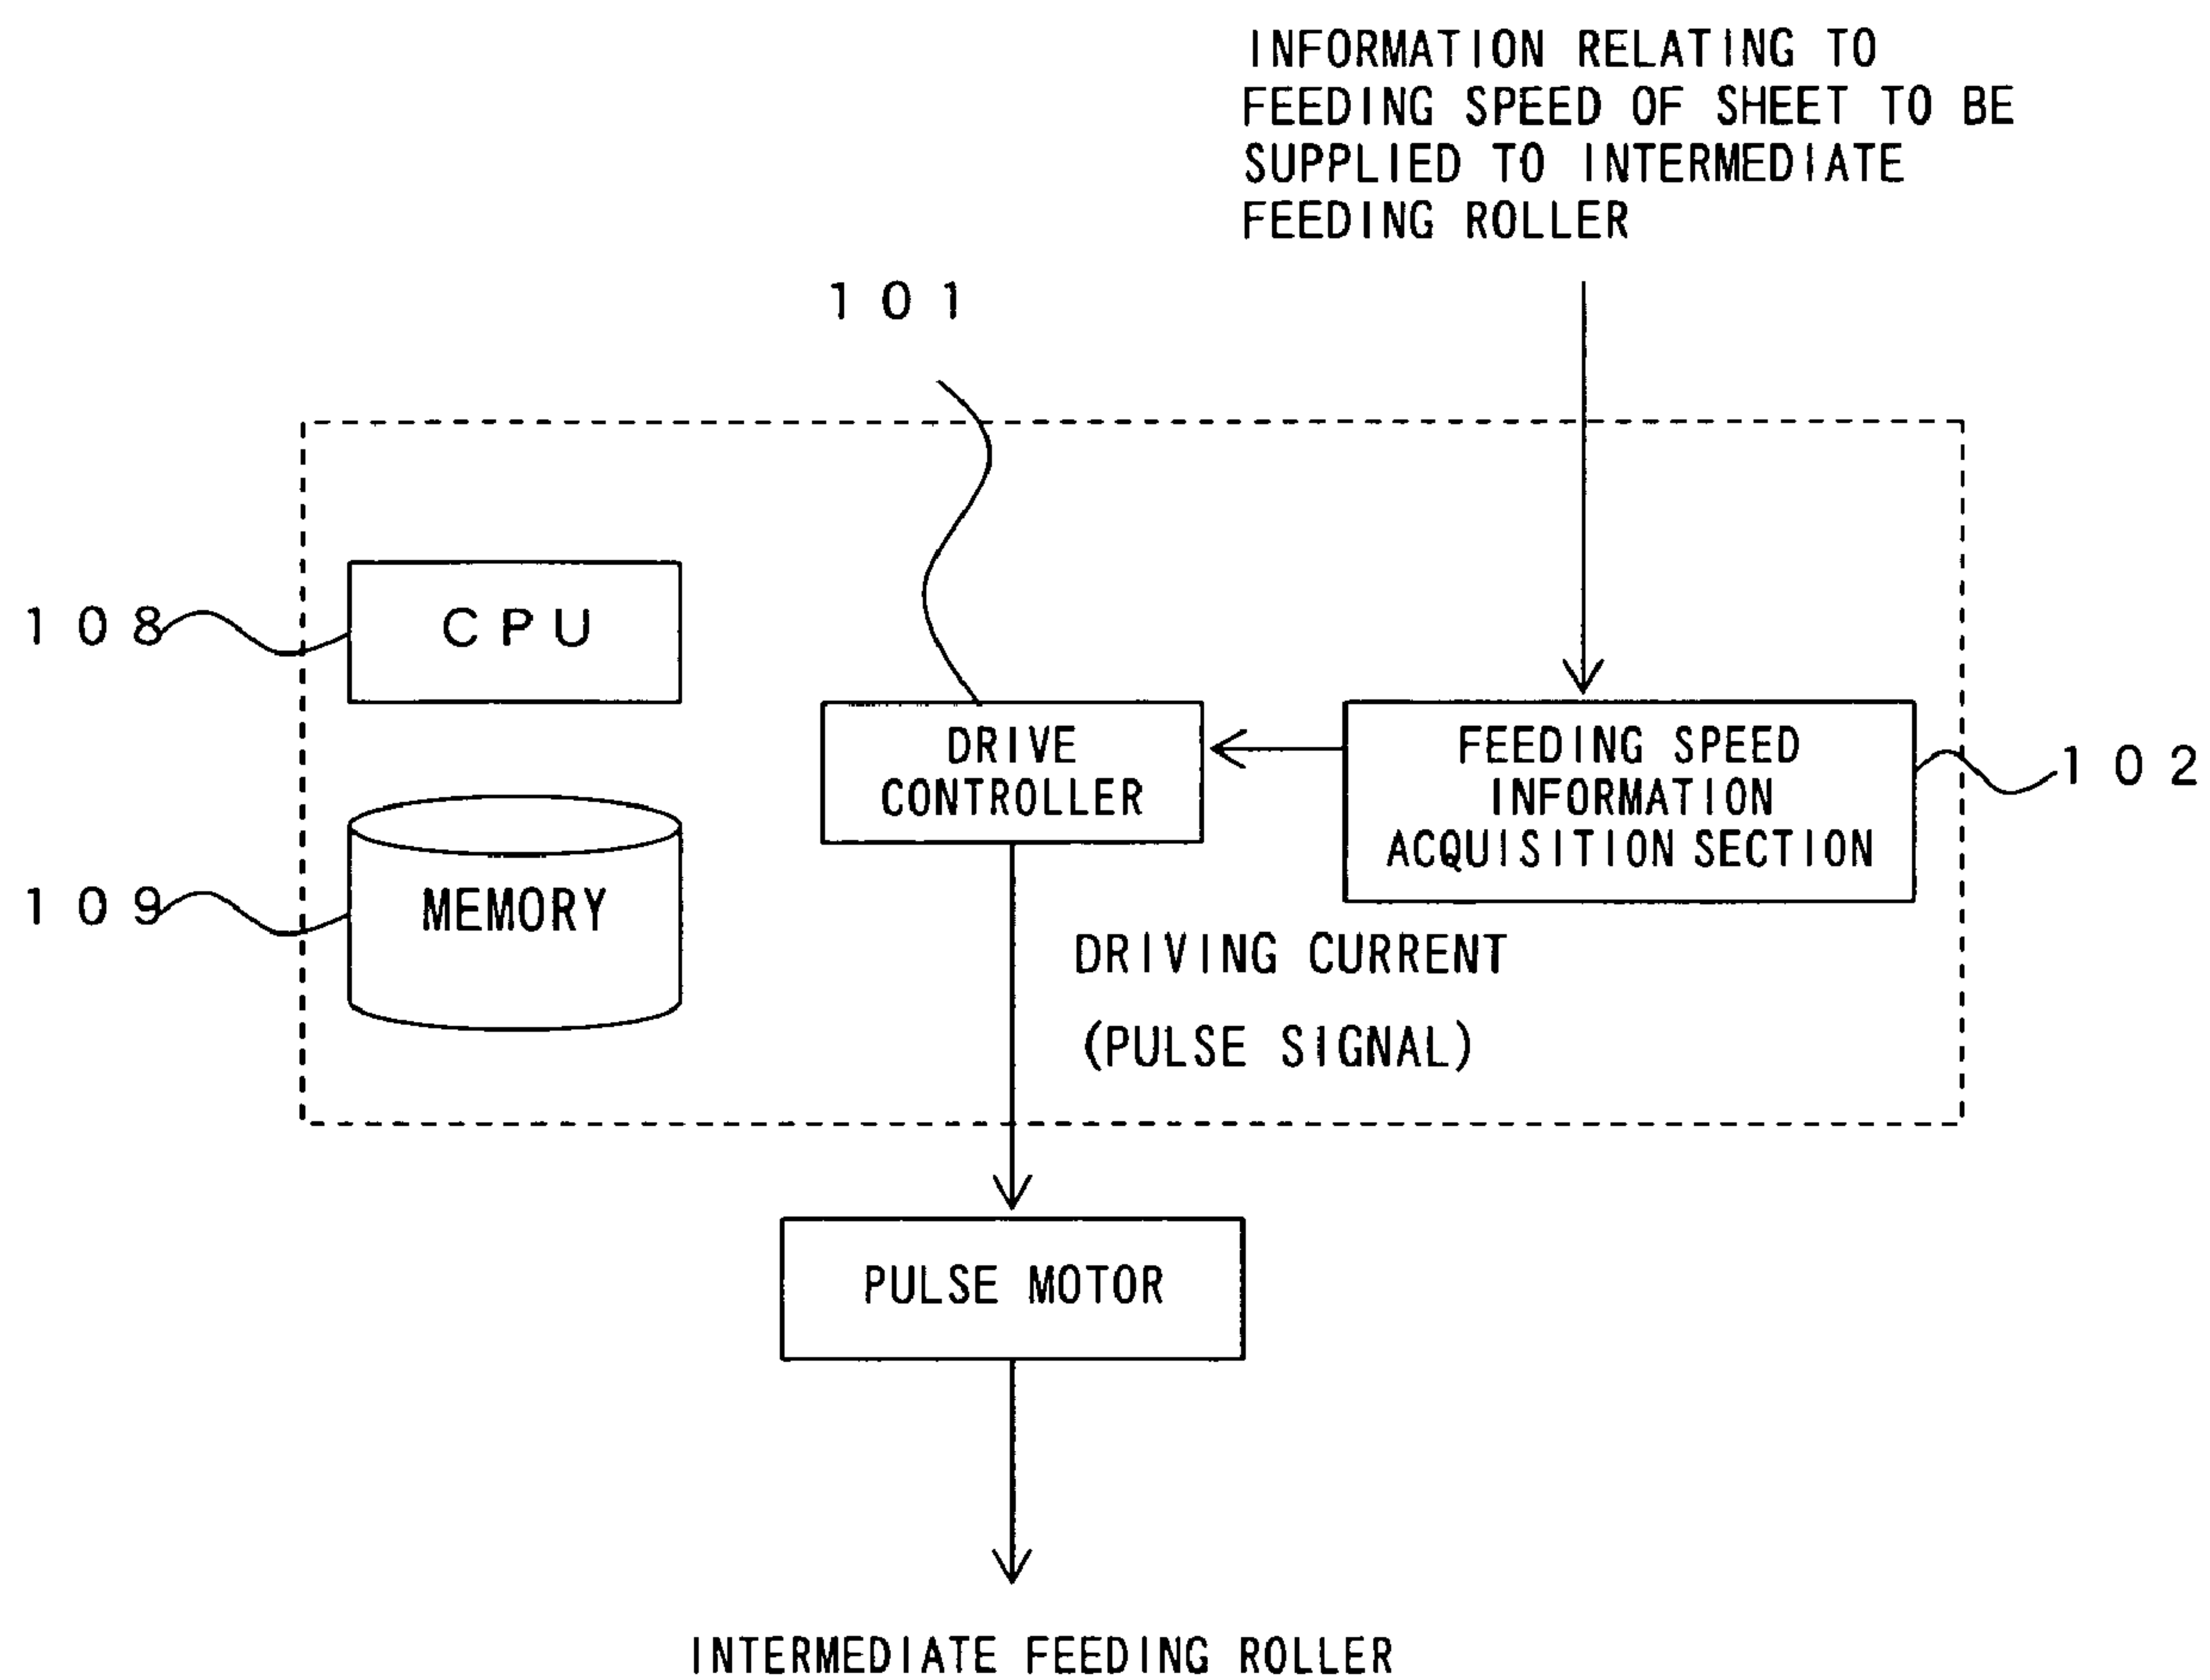 INFORMATION RELATING TO
FEEDING SPEED OF SHEET TO BE
SUPPLIED TO INTERMEDIATE
FEEDING ROLLER
101
108
CPU
DRIVE
CONTROLLER
FEEDING SPEED
INFORMATION
ACQUISITION SECTION
102
109
MEMORY
DRIVING CURRENT
(PULSE SIGNAL)
PULSE MOTOR
INTERMEDIATE FEEDING ROLLER